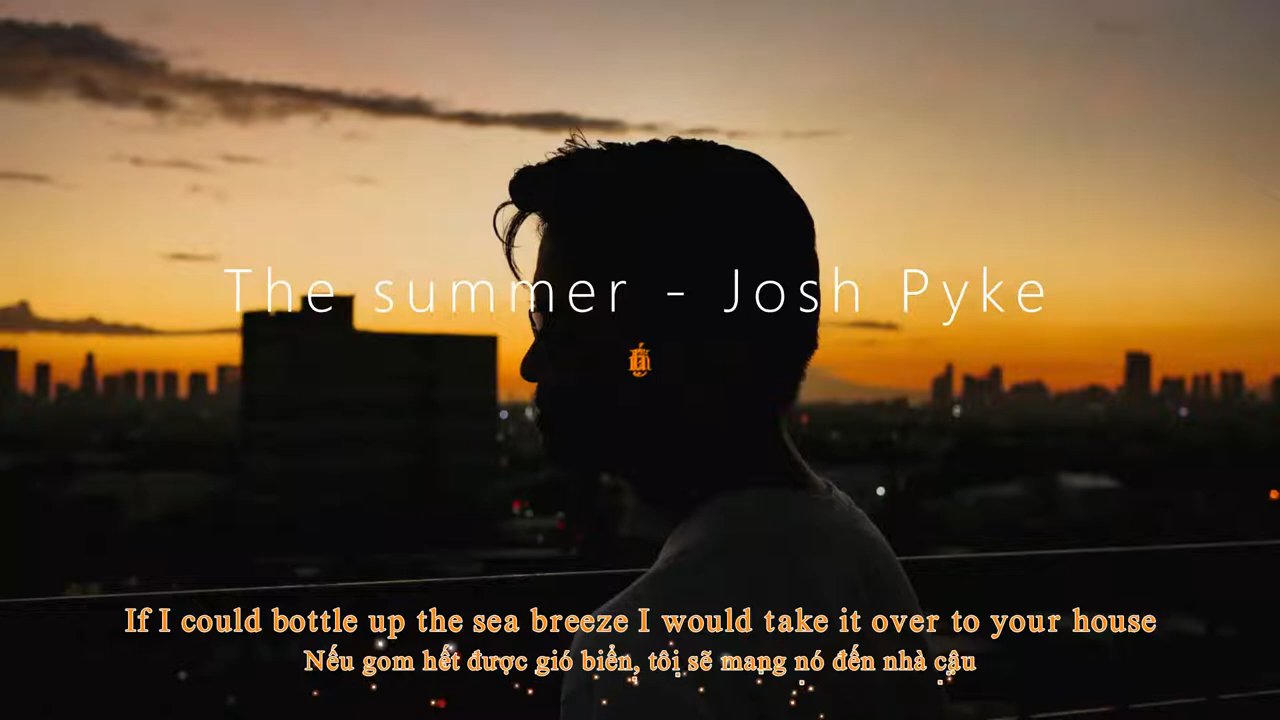 The summer - Josh Pyke
If I could bottle up the sea breeze I would take it over to your house
Nếu gom hết được gió biển, tôi sẽ mang nó đến nhà cậu